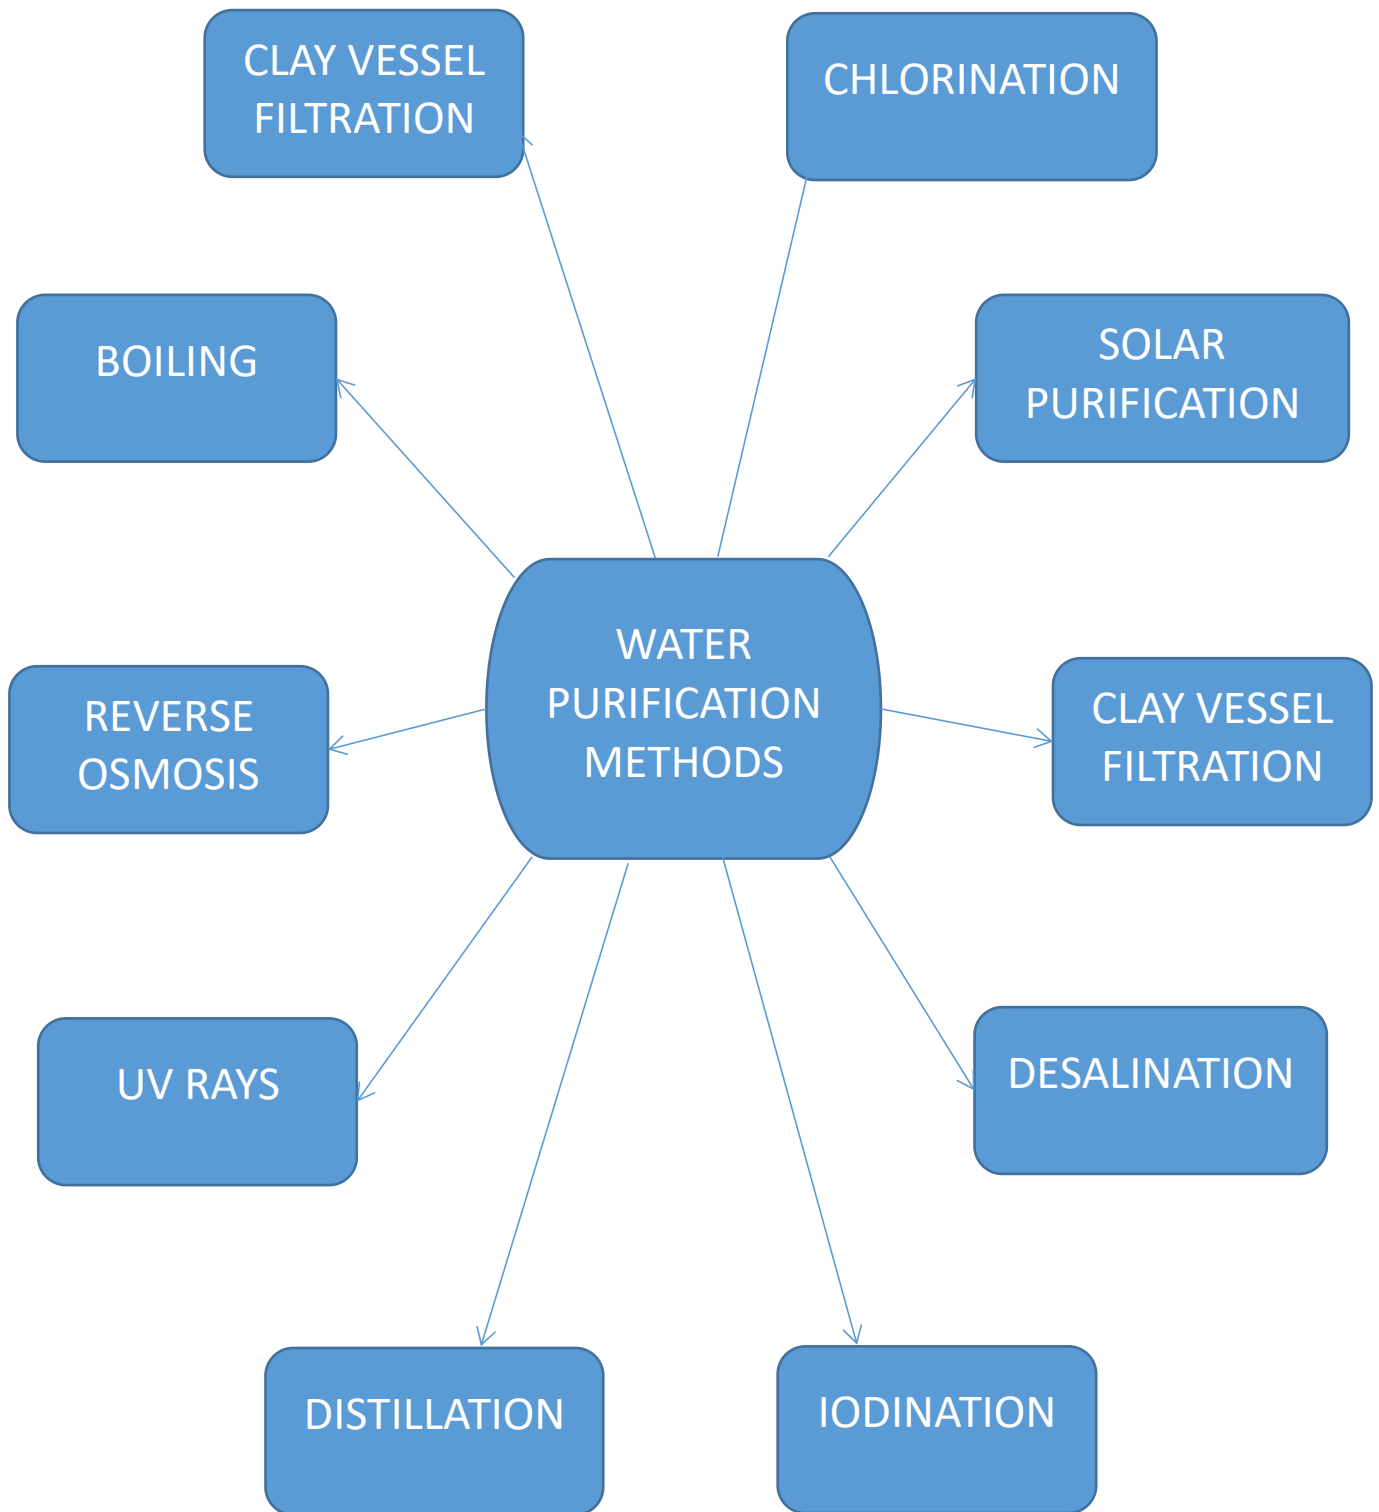 CLAY VESSEL
FILTRATION
CHLORINATION
BOILING
SOLAR
PURIFICATION
WATER
PURIFICATION
METHODS
REVERSE
OSMOSIS
CLAY VESSEL
FILTRATION
UV RAYS
DESALINATION
DISTILLATION
IODINATION